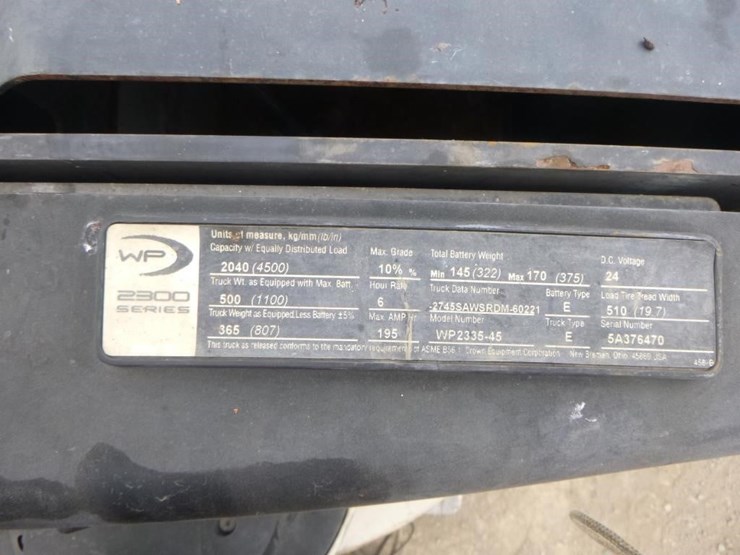 WP
2300
SERIES
Units of measure, kg/mm (lb/in)
Capacity w/ Equally Distributed Load
2040 (4500)
Truck Wt. as Equipped with Max. Batt.
500 (1100)
Truck Weight as Equipped Less Battery ±5%
365 (807)
Max. Grade
10% %
Hour Rate
6
Max. AMP Hr
195
Total Battery Weight
Min 145 (322) Max 170 (375)
Truck Data Number
-2745SAWSRDM-60221
Model Number
WP2335-45
Battery Type
E
Truck Type
E
D.C. Voltage
24
Load Tire Tread Width
510 (19.7)
Serial Number
5A376470
This truck as released conforms to the mandatory requirements of ASME B56.1 Crown Equipment Corporation New Bremen, Ohio 45869 USA